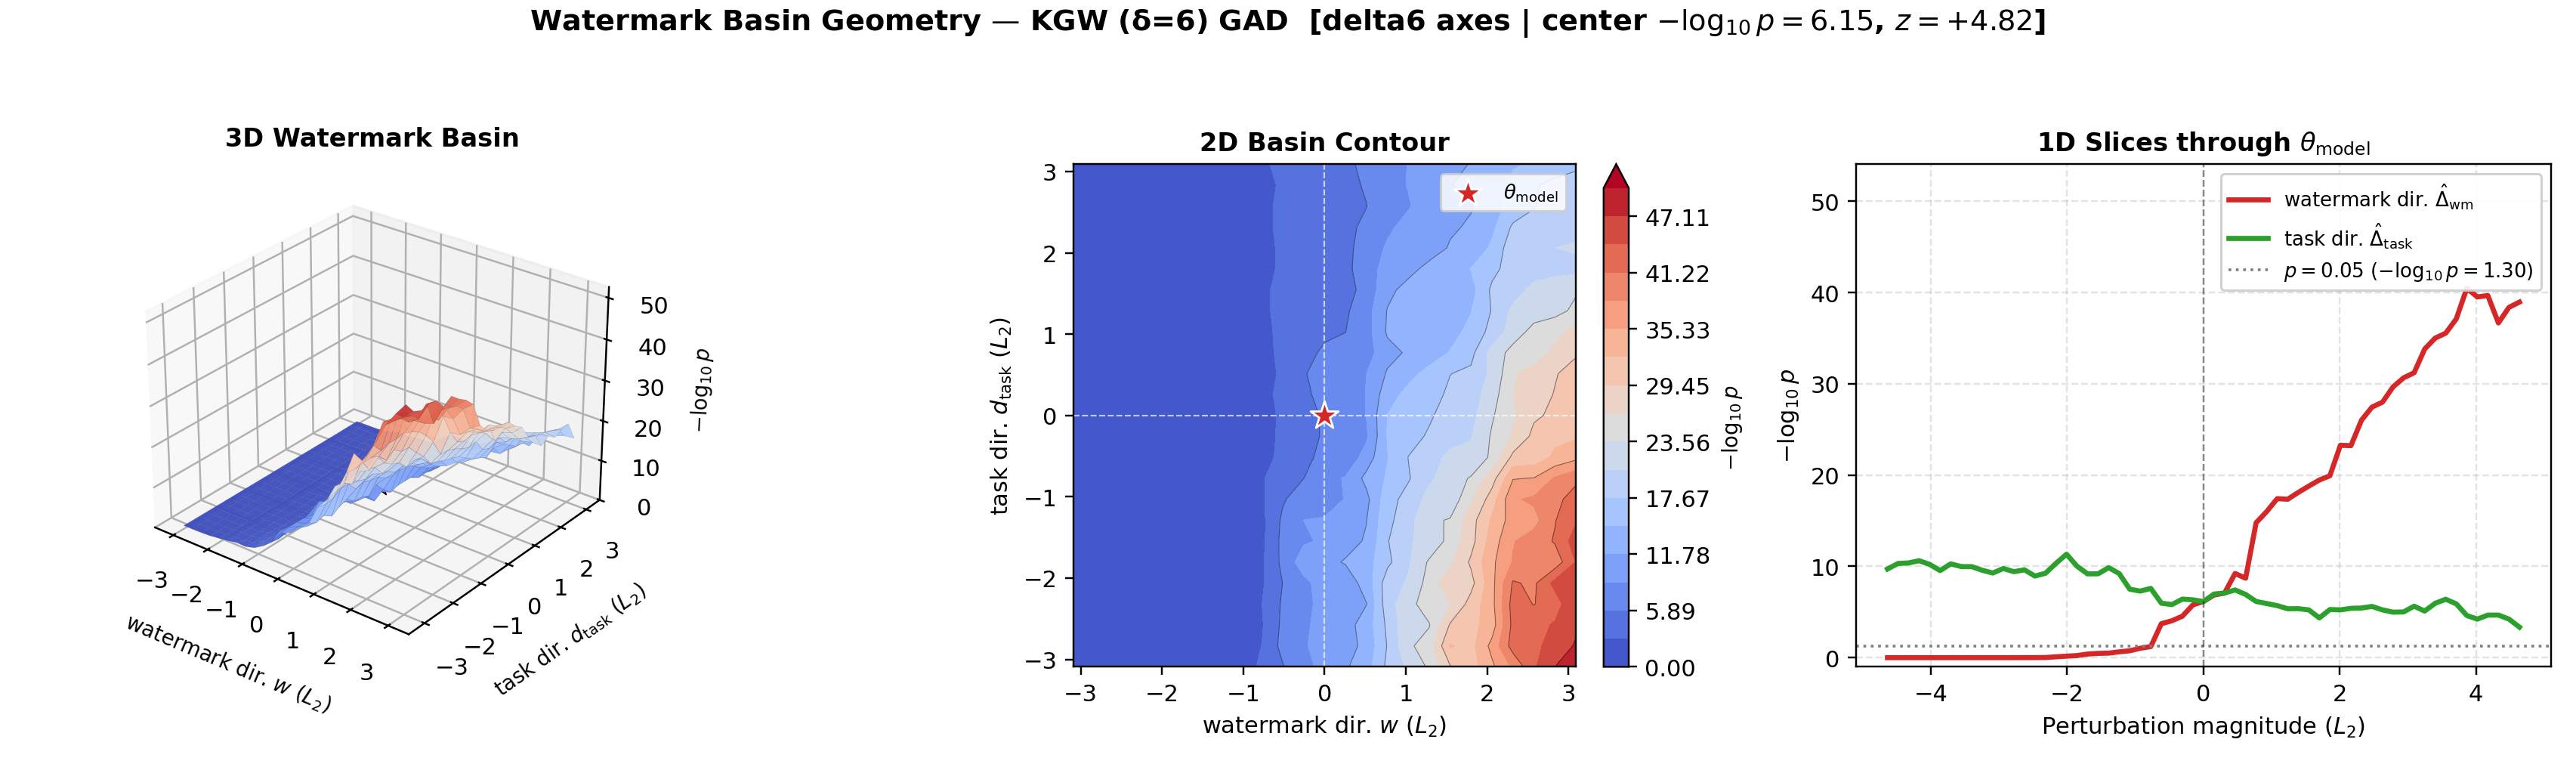 Watermark Basin Geometry — KGW (δ=6) GAD [delta6 axes | center −log₁₀ p = 6.15, z = +4.82]
3D Watermark Basin
50
40
30
20
10
0
−log₁₀ p
−3
−2
−1
0
1
2
3
watermark dir. w (L₂)
−3
−2
−1
0
1
2
3
task dir. d_task (L₂)
2D Basin Contour
θ_model
3
2
1
0
−1
−2
−3
task dir. d_task (L₂)
−3 −2 −1 0 1 2 3
watermark dir. w (L₂)
47.11
41.22
35.33
29.45
23.56
17.67
11.78
5.89
0.00
−log₁₀ p
1D Slices through θ_model
watermark dir. Δ̂_wm
task dir. Δ̂_task
p = 0.05 (−log₁₀ p = 1.30)
50
40
30
20
10
0
−log₁₀ p
−4 −2 0 2 4
Perturbation magnitude (L₂)